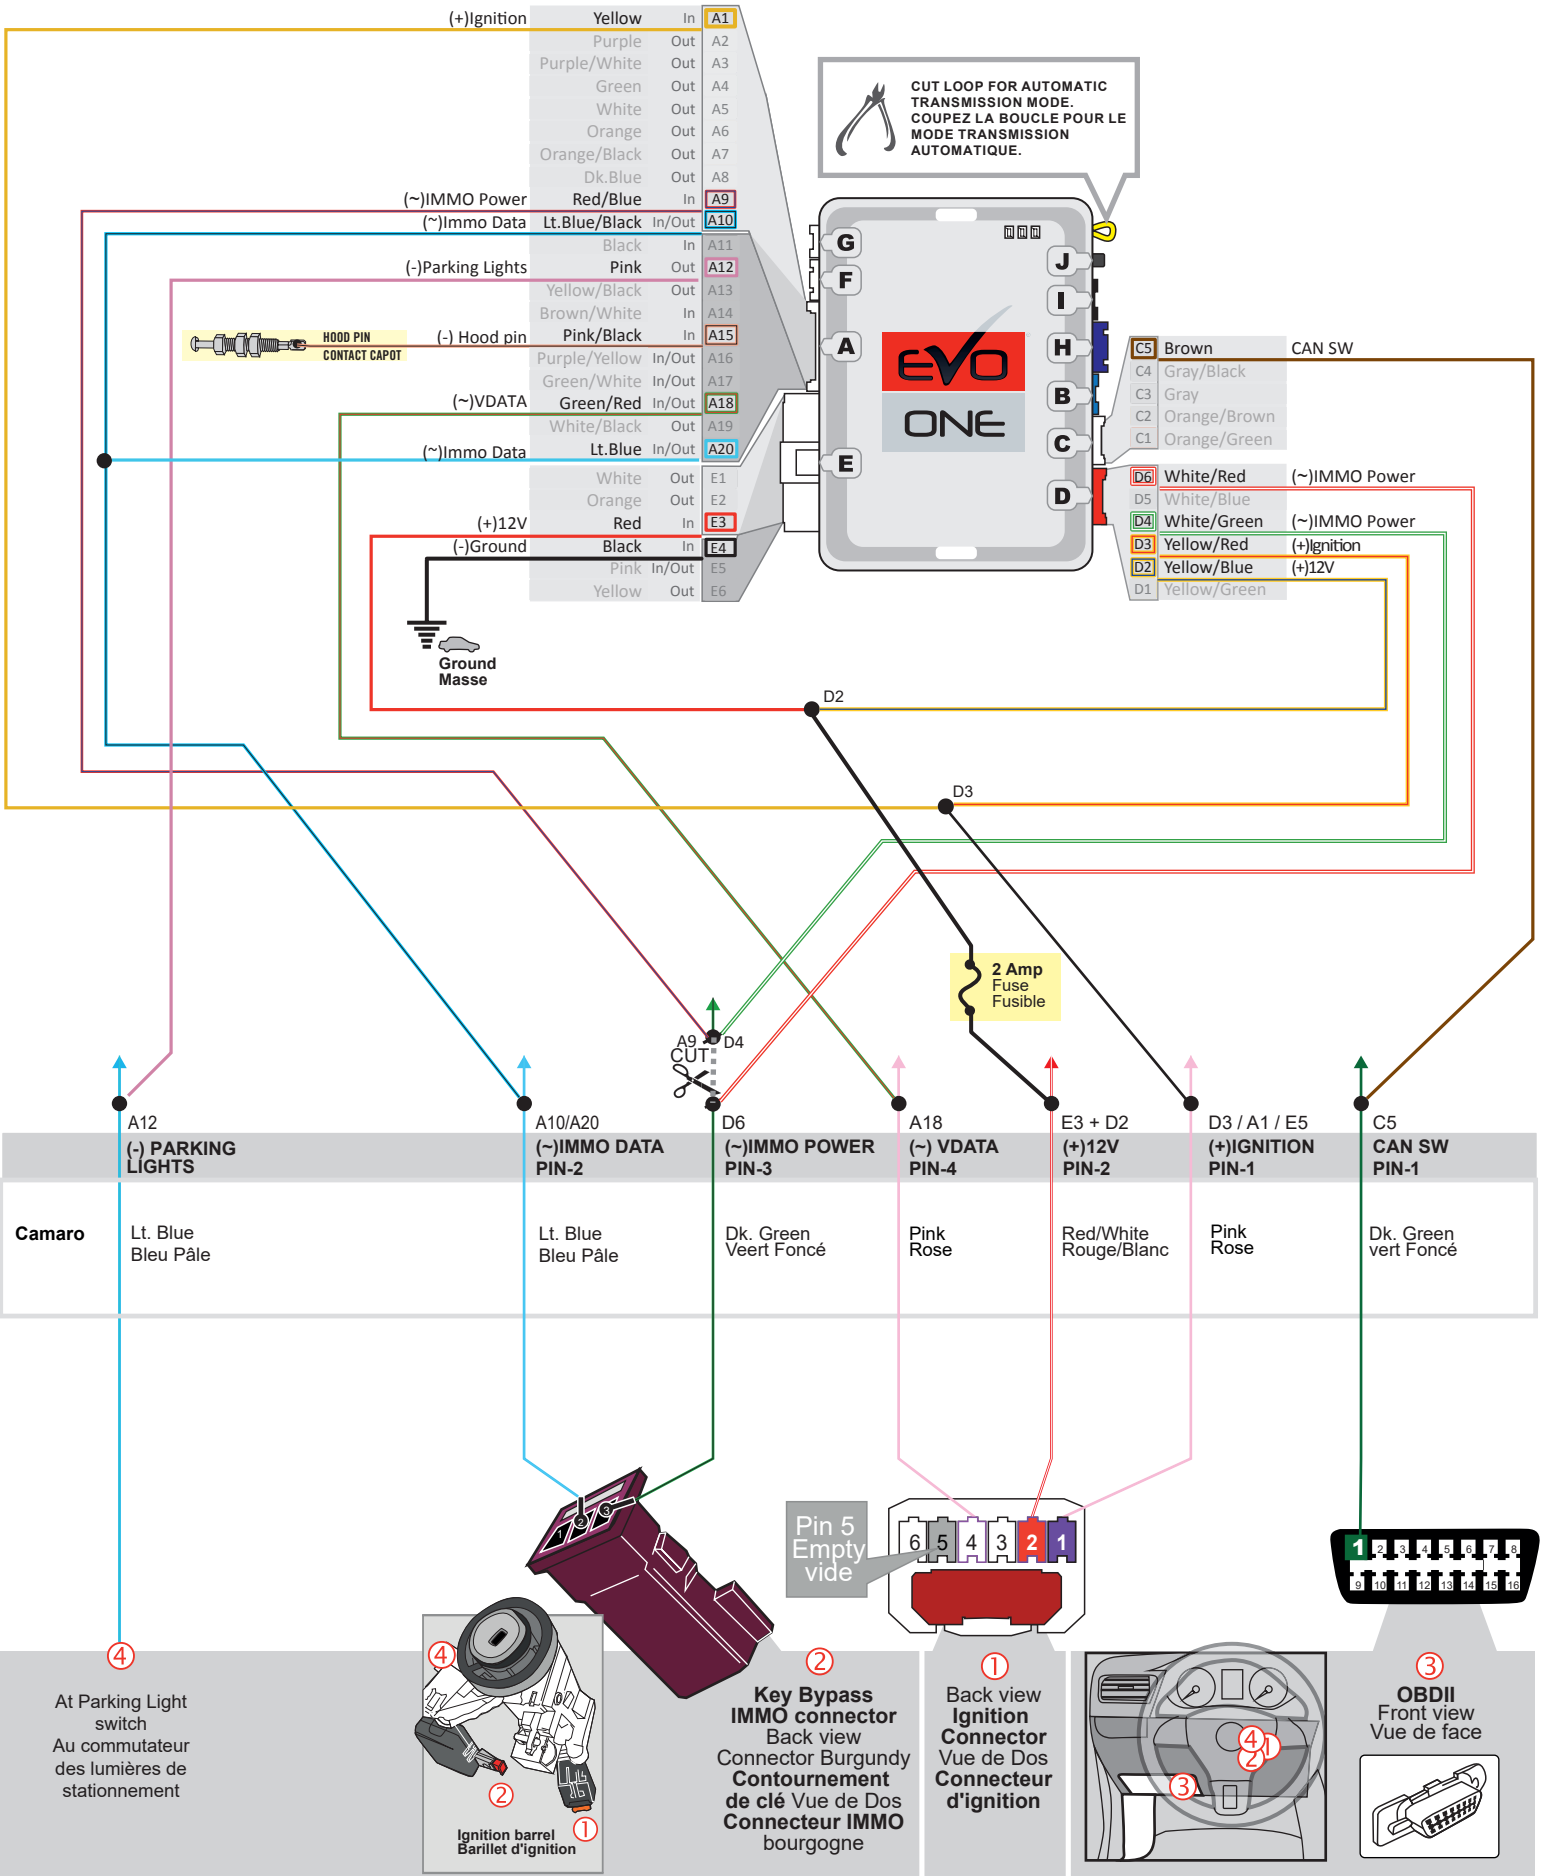 (+)Ignition Yellow In A1
Purple Out A2
Purple/White Out A3
Green Out A4
White Out A5
Orange Out A6
Orange/Black Out A7
Dk.Blue Out A8
(~)IMMO Power Red/Blue In A9
(~)Immo Data Lt.Blue/Black In/Out A10
Black In A11
(-)Parking Lights Pink Out A12
Yellow/Black Out A13
Brown/White In A14
(-) Hood pin Pink/Black In A15
Purple/Yellow In/Out A16
Green/White In/Out A17
(~)VDATA Green/Red In/Out A18
White/Black Out A19
(~)Immo Data Lt.Blue In/Out A20
White Out E1
Orange Out E2
(+)12V Red In E3
(-)Ground Black In E4
Pink In/Out E5
Yellow Out E6
HOOD PIN
CONTACT CAPOT
Ground
Masse
CUT LOOP FOR AUTOMATIC
TRANSMISSION MODE.
COUPEZ LA BOUCLE POUR LE
MODE TRANSMISSION
AUTOMATIQUE.
G
F
A
E
J
I
H
B
C
D
EVO
ONE
C5 Brown CAN SW
C4 Gray/Black
C3 Gray
C2 Orange/Brown
C1 Orange/Green
D6 White/Red (~)IMMO Power
D5 White/Blue
D4 White/Green (~)IMMO Power
D3 Yellow/Red (+)Ignition
D2 Yellow/Blue (+)12V
D1 Yellow/Green
D2
D3
2 Amp
Fuse
Fusible
A9 D4
CUT
A12
A10/A20
D6
A18
E3 + D2
D3 / A1 / E5
C5
(-) PARKING
LIGHTS
(~)IMMO DATA
PIN-2
(~)IMMO POWER
PIN-3
(~) VDATA
PIN-4
(+)12V
PIN-2
(+)IGNITION
PIN-1
CAN SW
PIN-1
Camaro
Lt. Blue
Bleu Pâle
Lt. Blue
Bleu Pâle
Dk. Green
Veert Foncé
Pink
Rose
Red/White
Rouge/Blanc
Pink
Rose
Dk. Green
vert Foncé
1 2 3
Pin 5
Empty
vide
6 5 4 3 2 1
1 2 3 4 5 6 7 8
9 10 11 12 13 14 15 16
4
At Parking Light
switch
Au commutateur
des lumières de
stationnement
4
2
1
Ignition barrel
Barillet d'ignition
2
Key Bypass
IMMO connector
Back view
Connector Burgundy
Contournement
de clé Vue de Dos
Connecteur IMMO
bourgogne
1
Back view
Ignition
Connector
Vue de Dos
Connecteur
d'ignition
4
1
2
3
3
OBDII
Front view
Vue de face